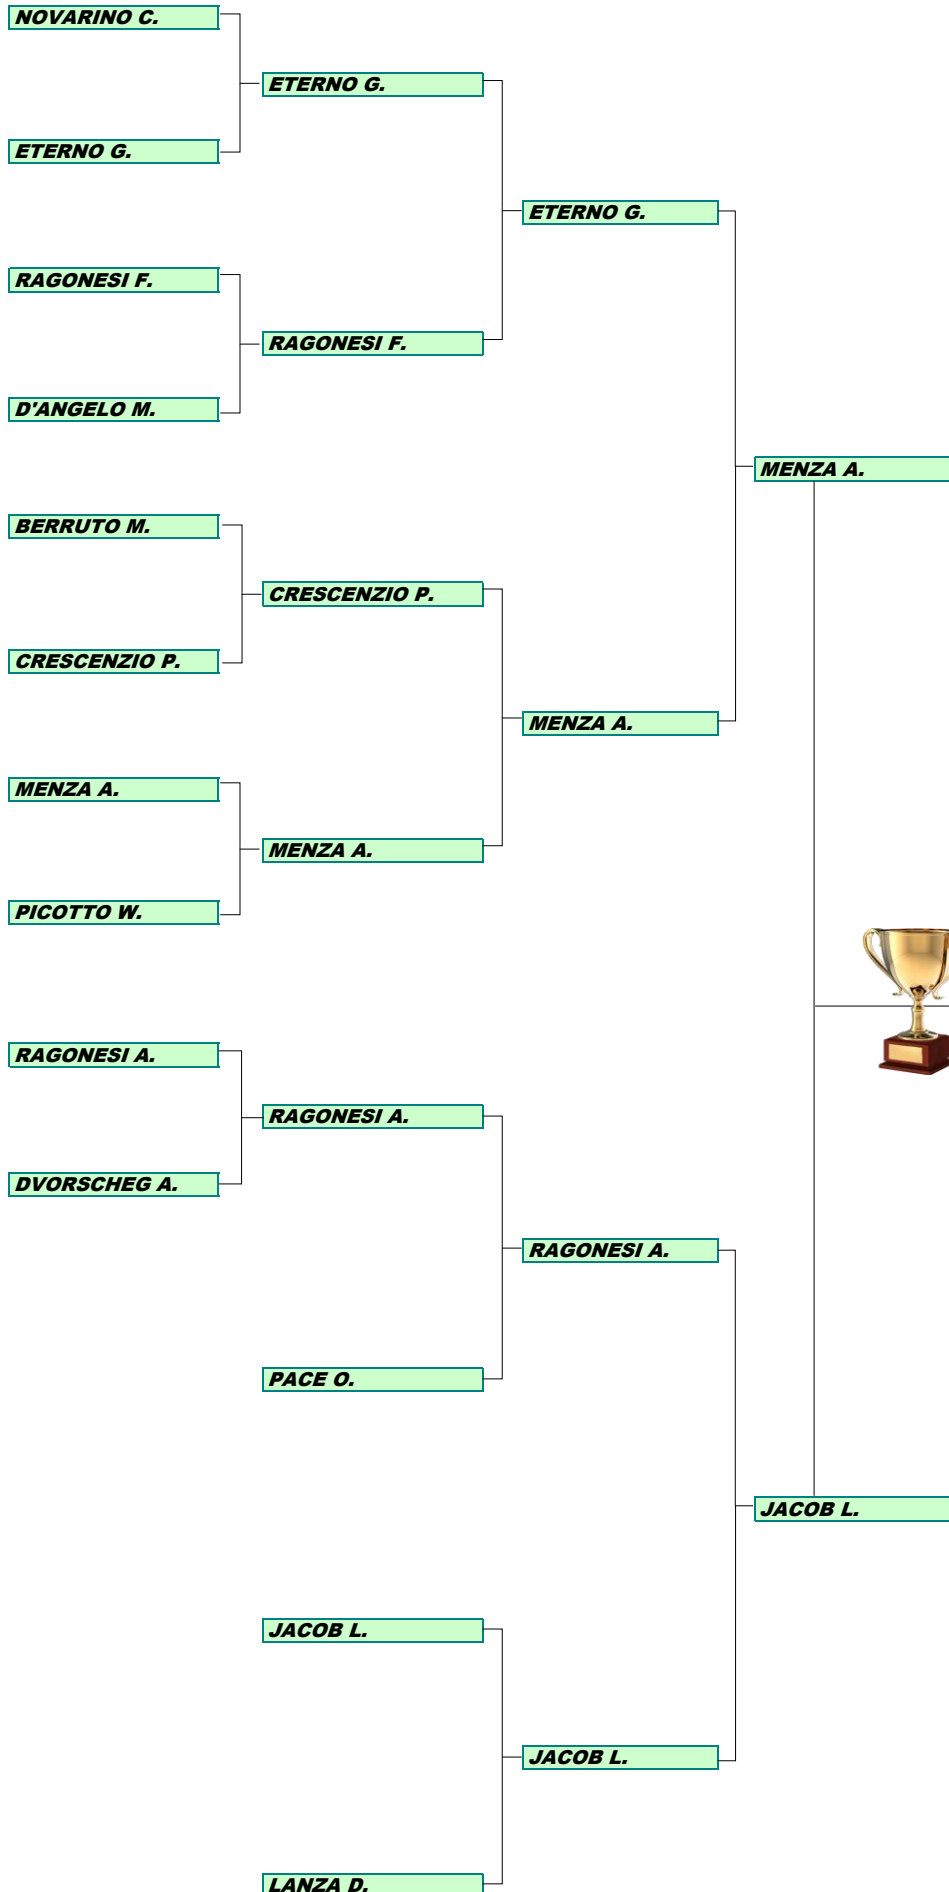 NOVARINO C.
ETERNO G.
ETERNO G.
ETERNO G.
RAGONESI F.
RAGONESI F.
D'ANGELO M.
MENZA A.
BERRUTO M.
CRESCENZIO P.
CRESCENZIO P.
MENZA A.
MENZA A.
MENZA A.
PICOTTO W.
RAGONESI A.
RAGONESI A.
DVORSCHEG A.
RAGONESI A.
PACE O.
JACOB L.
JACOB L.
JACOB L.
LANZA D.